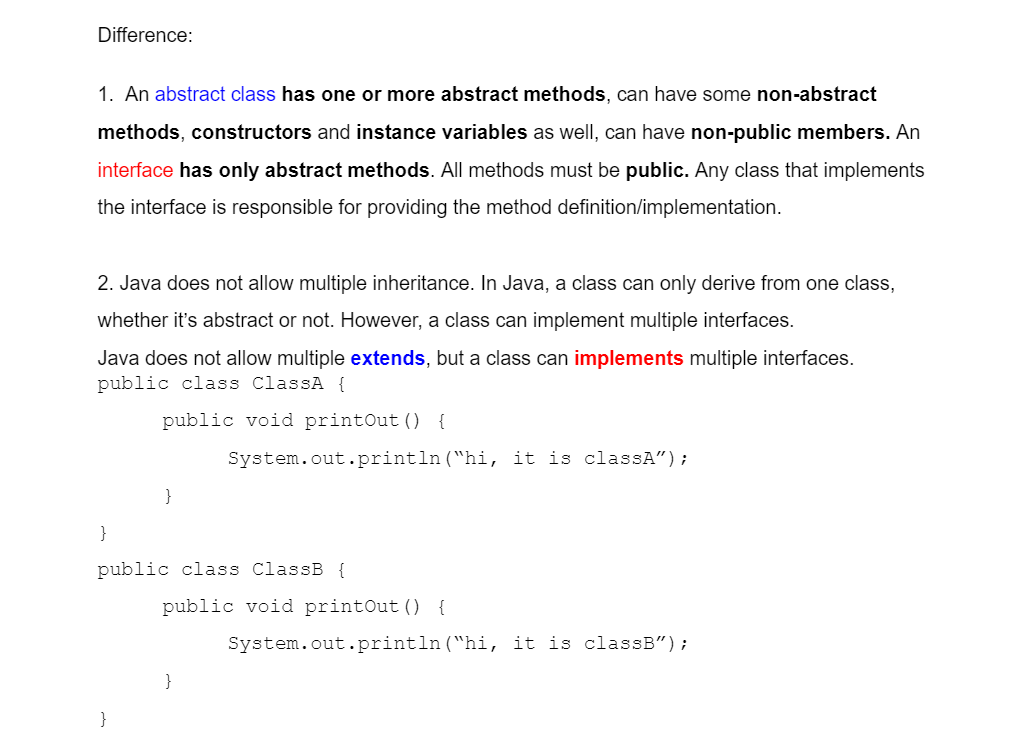 Difference:
1. An abstract class has one or more abstract methods, can have some non-abstract
methods, constructors and instance variables as well, can have non-public members. An
interface has only abstract methods. All methods must be public. Any class that implements
the interface is responsible for providing the method definition/implementation.
2. Java does not allow multiple inheritance. In Java, a class can only derive from one class,
whether it’s abstract or not. However, a class can implement multiple interfaces.
Java does not allow multiple extends, but a class can implements multiple interfaces.
public class ClassA {
public void printOut() {
System.out.println(“hi, it is classA”);
}
}
public class ClassB {
public void printOut() {
System.out.println(“hi, it is classB”);
}
}